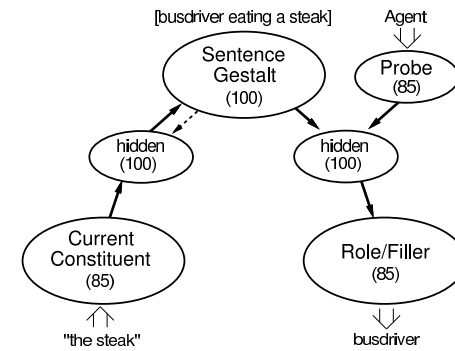 [busdriver eating a steak]
Agent
Sentence
Gestalt
(100)
Probe
(85)
hidden
(100)
hidden
(100)
Current
Constituent
(85)
Role/Filler
(85)
"the steak"
busdriver